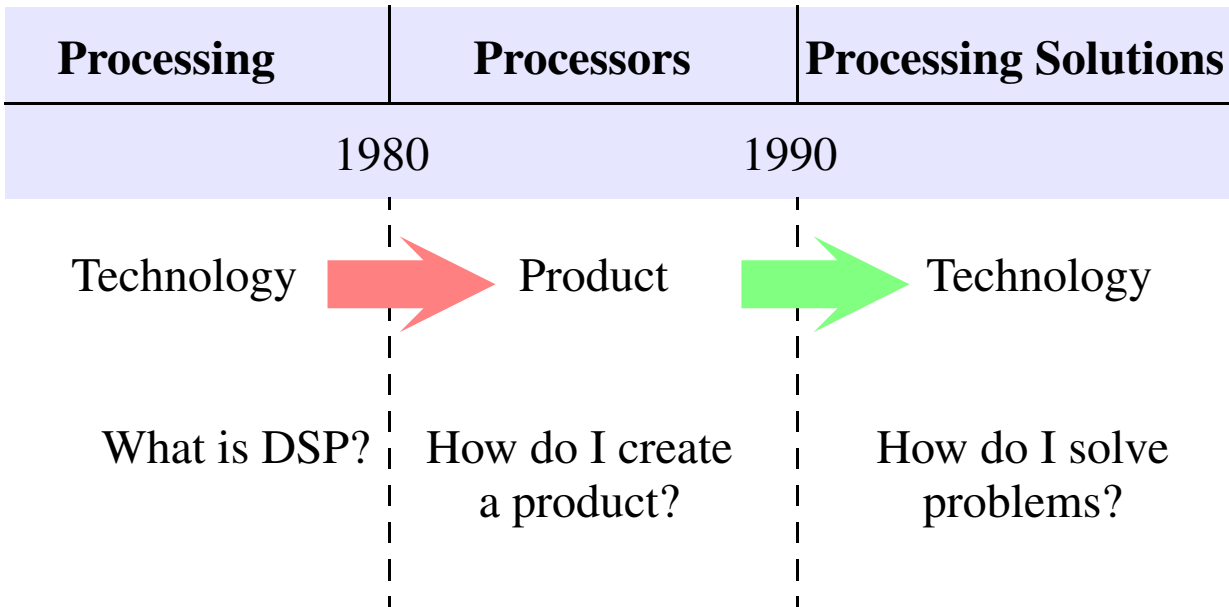 Processing Processors Processing Solutions
1980 1990
Technology Product Technology
What is DSP? How do I create How do I solve
a product? problems?